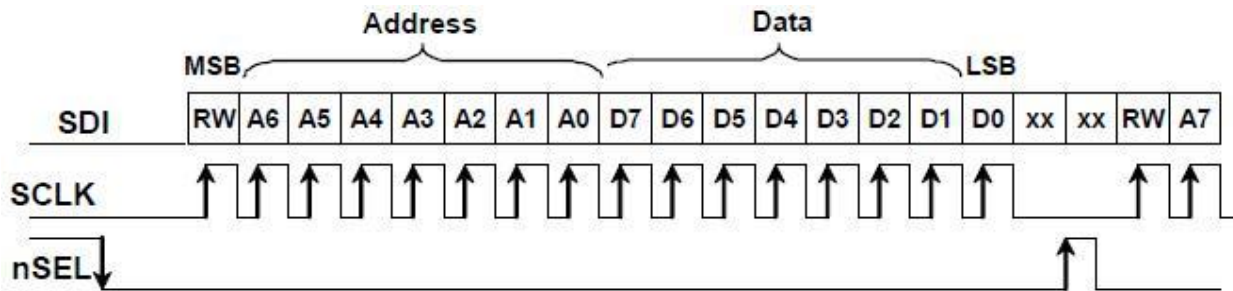 Address Data
MSB LSB
SDI RW A6 A5 A4 A3 A2 A1 A0 D7 D6 D5 D4 D3 D2 D1 D0 xx xx RW A7
SCLK
nSEL